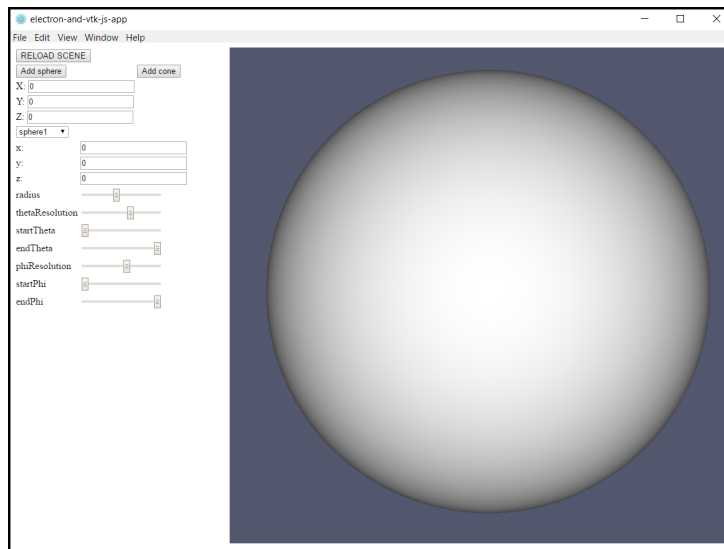 electron-and-vtk-js-app
File Edit View Window Help
RELOAD SCENE
Add sphere Add cone
X: 0
Y: 0
Z: 0
sphere1
x: 0
y: 0
z: 0
radius
thetaResolution
startTheta
endTheta
phiResolution
startPhi
endPhi